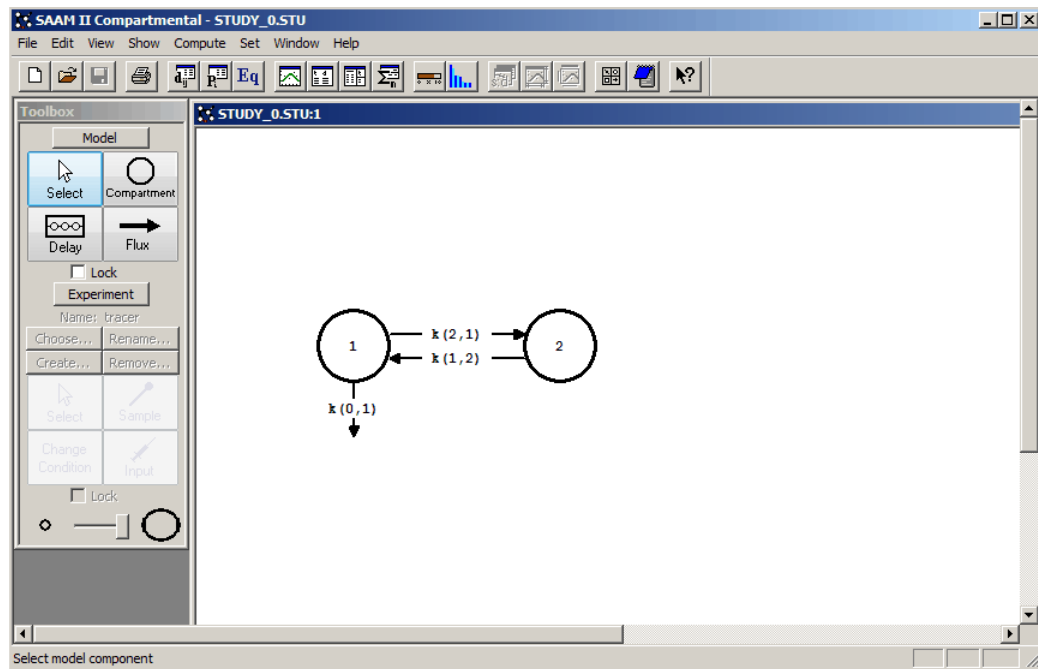 SAAM II Compartmental - STUDY_0.STU
File Edit View Show Compute Set Window Help
Eq
Toolbox
STUDY_0.STU:1
Model
Select
Compartment
Delay
Flux
Lock
Experiment
Name: tracer
Choose...
Rename...
Create...
Remove...
Select
Sample
Change
Condition
Input
Lock
1
k(2,1)
k(1,2)
2
k(0,1)
Select model component